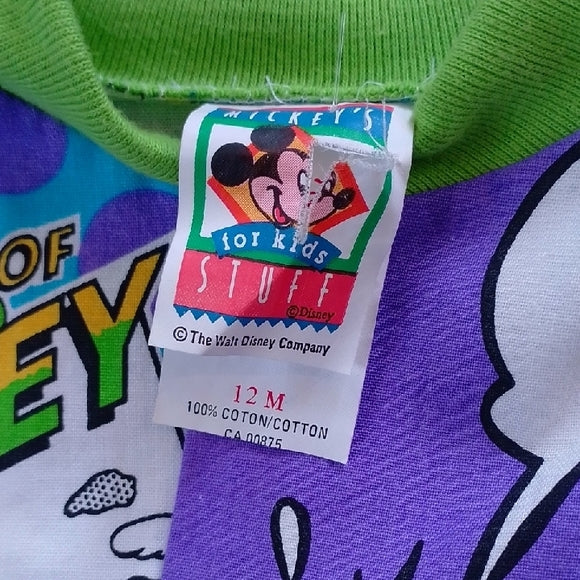 MICKEY'S
for kids
STUFF
©Disney
© The Walt Disney Company
12 M
100% COTON/COTTON
CA 00875
OF
EY